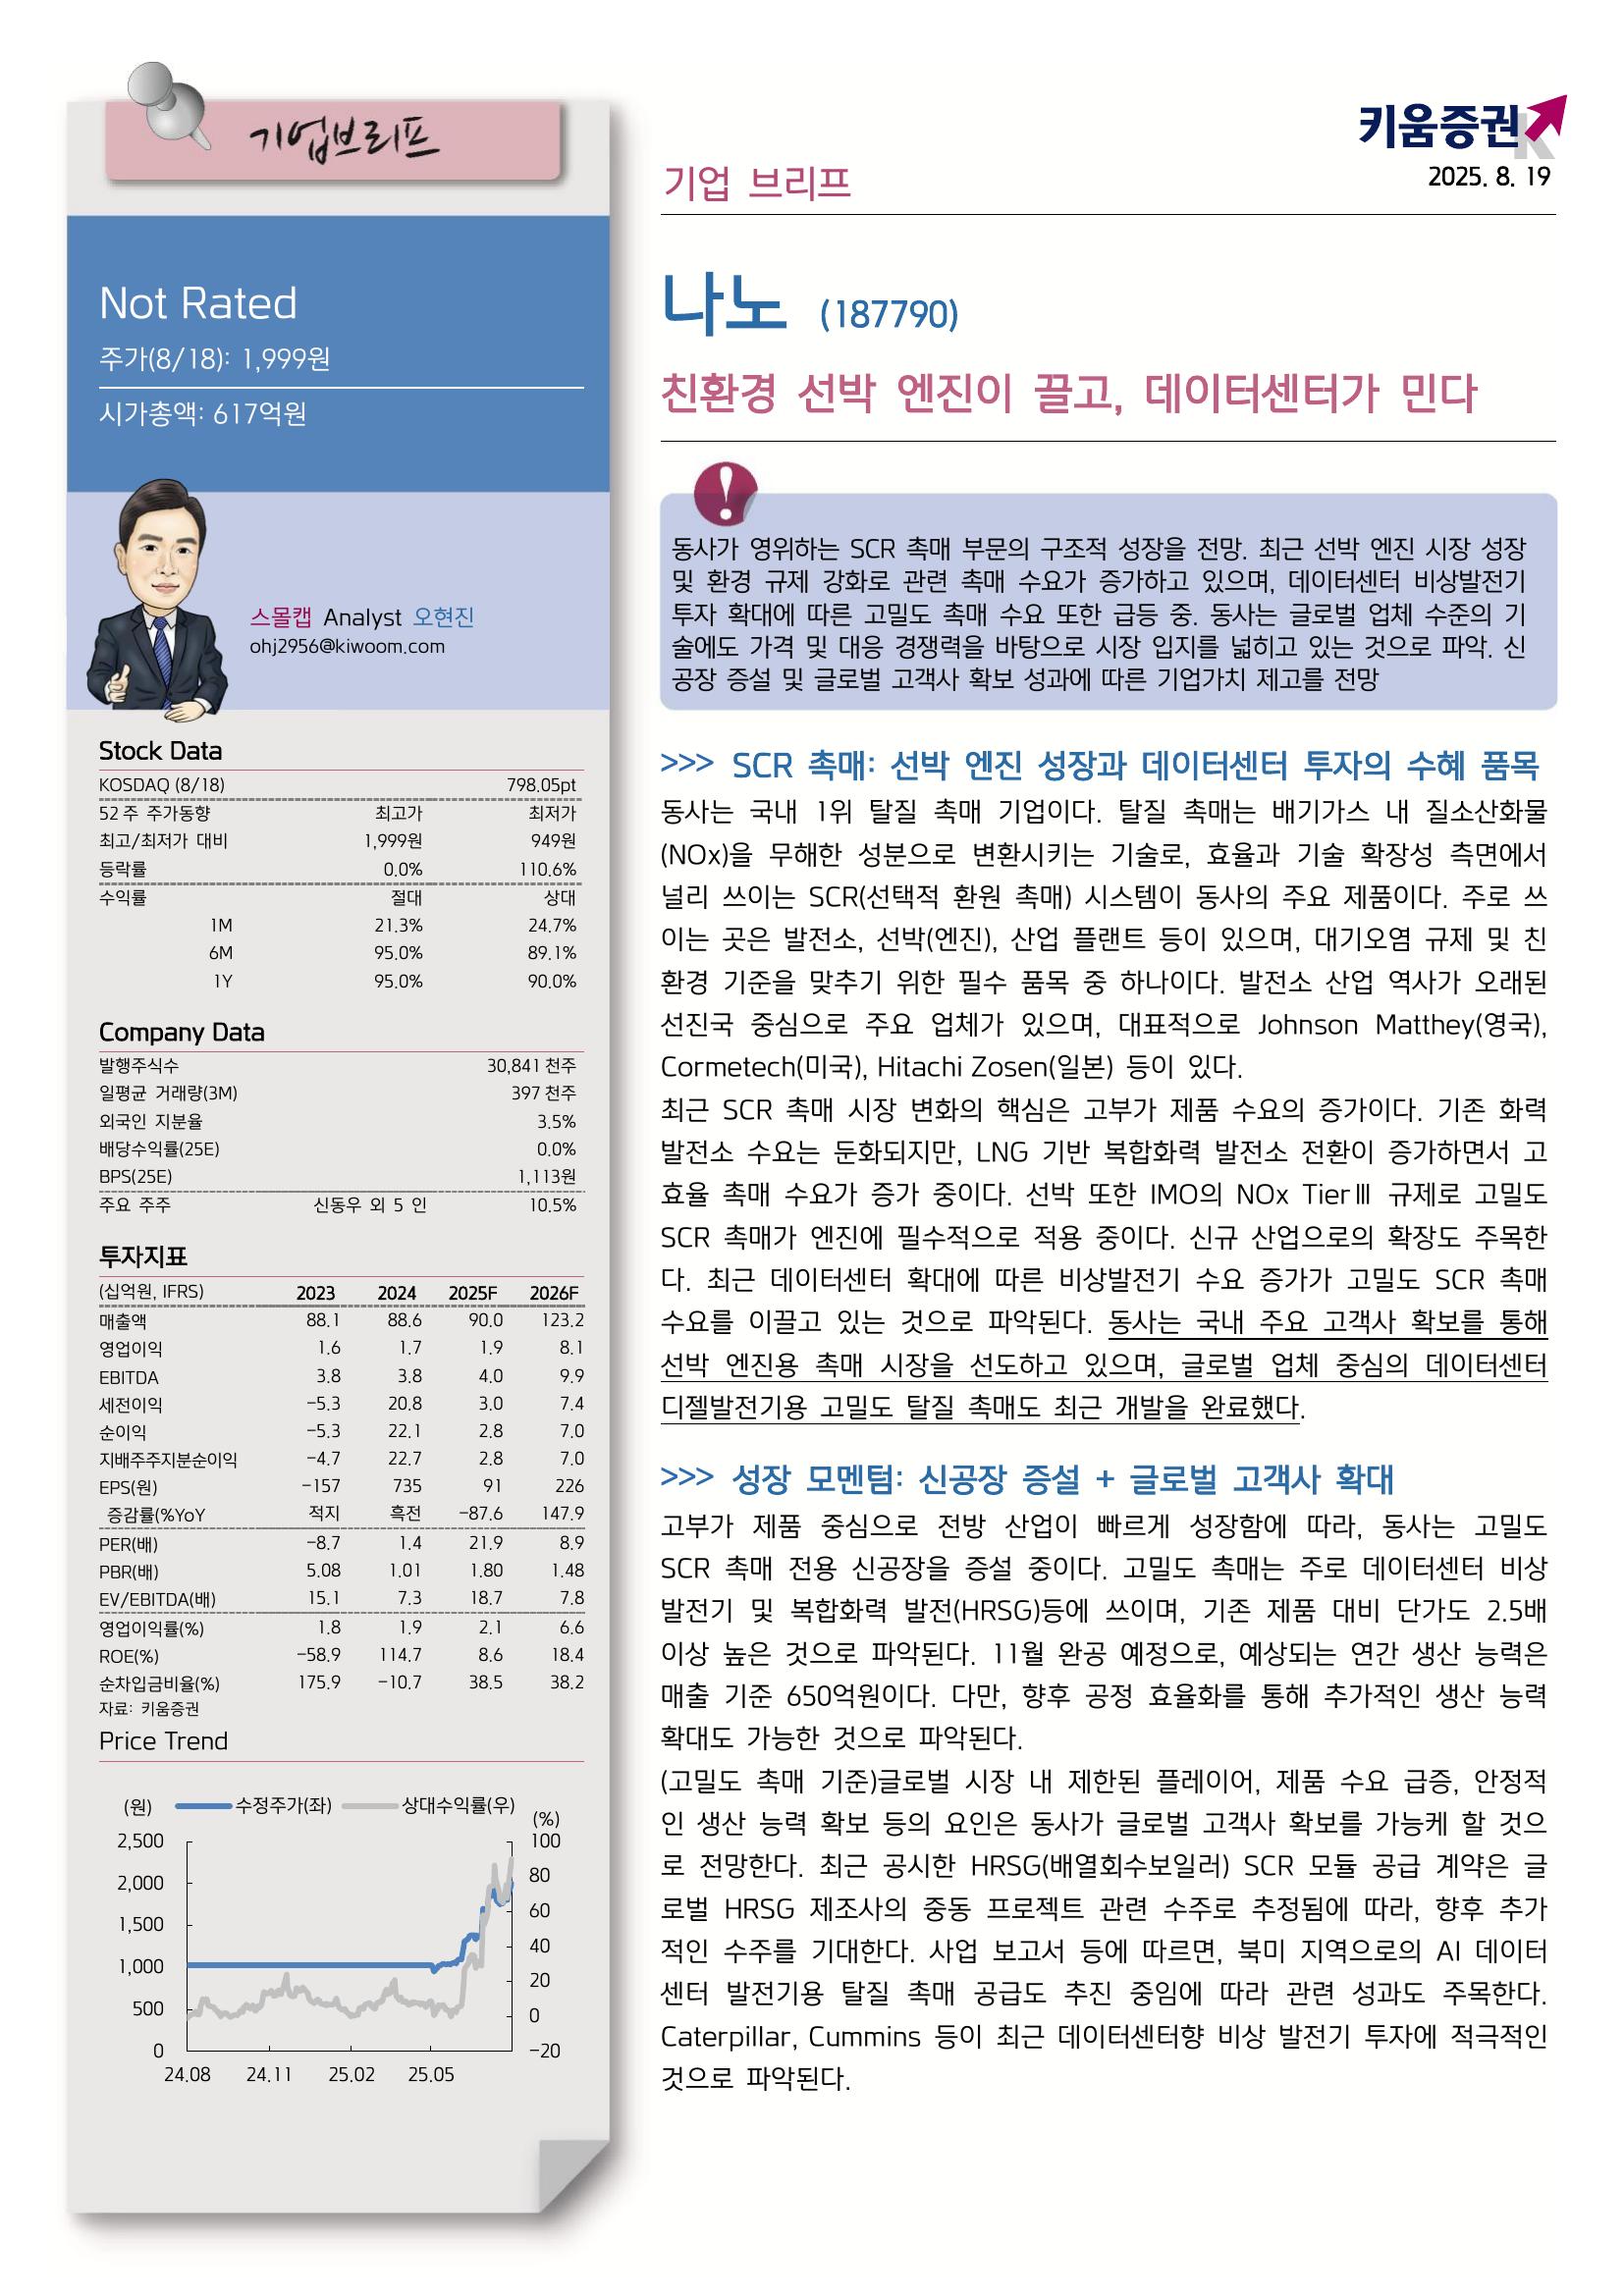 기업브리프
Not Rated
주가(8/18): 1,999원
시가총액: 617억원
스몰캡 Analyst 오현진
ohj2956@kiwoom.com
Stock Data
KOSDAQ (8/18) 798.05pt
52 주 주가동향 최고가 최저가
최고/최저가 대비 1,999원 949원
등락률 0.0% 110.6%
수익률 절대 상대
1M 21.3% 24.7%
6M 95.0% 89.1%
1Y 95.0% 90.0%
Company Data
발행주식수 30,841 천주
일평균 거래량(3M) 397 천주
외국인 지분율 3.5%
배당수익률(25E) 0.0%
BPS(25E) 1,113원
주요 주주 신동우 외 5 인 10.5%
투자지표
(십억원, IFRS) 2023 2024 2025F 2026F
매출액 88.1 88.6 90.0 123.2
영업이익 1.6 1.7 1.9 8.1
EBITDA 3.8 3.8 4.0 9.9
세전이익 -5.3 20.8 3.0 7.4
순이익 -5.3 22.1 2.8 7.0
지배주주지분순이익 -4.7 22.7 2.8 7.0
EPS(원) -157 735 91 226
증감률(%YoY 적지 흑전 -87.6 147.9
PER(배) -8.7 1.4 21.9 8.9
PBR(배) 5.08 1.01 1.80 1.48
EV/EBITDA(배) 15.1 7.3 18.7 7.8
영업이익률(%) 1.8 1.9 2.1 6.6
ROE(%) -58.9 114.7 8.6 18.4
순차입금비율(%) 175.9 -10.7 38.5 38.2
자료: 키움증권
Price Trend
(원) 수정주가(좌) 상대수익률(우) (%)
2,500 100
2,000 80
1,500 60
1,000 40
500 20
0 0
-20
24.08 24.11 25.02 25.05
키움증권
2025. 8. 19
기업 브리프
나노 (187790)
친환경 선박 엔진이 끌고, 데이터센터가 민다
동사가 영위하는 SCR 촉매 부문의 구조적 성장을 전망. 최근 선박 엔진 시장 성장
및 환경 규제 강화로 관련 촉매 수요가 증가하고 있으며, 데이터센터 비상발전기
투자 확대에 따른 고밀도 촉매 수요 또한 급등 중. 동사는 글로벌 업체 수준의 기
술에도 가격 및 대응 경쟁력을 바탕으로 시장 입지를 넓히고 있는 것으로 파악. 신
공장 증설 및 글로벌 고객사 확보 성과에 따른 기업가치 제고를 전망
>>> SCR 촉매: 선박 엔진 성장과 데이터센터 투자의 수혜 품목
동사는 국내 1위 탈질 촉매 기업이다. 탈질 촉매는 배기가스 내 질소산화물
(NOx)을 무해한 성분으로 변환시키는 기술로, 효율과 기술 확장성 측면에서
널리 쓰이는 SCR(선택적 환원 촉매) 시스템이 동사의 주요 제품이다. 주로 쓰
이는 곳은 발전소, 선박(엔진), 산업 플랜트 등이 있으며, 대기오염 규제 및 친
환경 기준을 맞추기 위한 필수 품목 중 하나이다. 발전소 산업 역사가 오래된
선진국 중심으로 주요 업체가 있으며, 대표적으로 Johnson Matthey(영국),
Cormetech(미국), Hitachi Zosen(일본) 등이 있다.
최근 SCR 촉매 시장 변화의 핵심은 고부가 제품 수요의 증가이다. 기존 화력
발전소 수요는 둔화되지만, LNG 기반 복합화력 발전소 전환이 증가하면서 고
효율 촉매 수요가 증가 중이다. 선박 또한 IMO의 NOx TierⅢ 규제로 고밀도
SCR 촉매가 엔진에 필수적으로 적용 중이다. 신규 산업으로의 확장도 주목한
다. 최근 데이터센터 확대에 따른 비상발전기 수요 증가가 고밀도 SCR 촉매
수요를 이끌고 있는 것으로 파악된다. 동사는 국내 주요 고객사 확보를 통해
선박 엔진용 촉매 시장을 선도하고 있으며, 글로벌 업체 중심의 데이터센터
디젤발전기용 고밀도 탈질 촉매도 최근 개발을 완료했다.
>>> 성장 모멘텀: 신공장 증설 + 글로벌 고객사 확대
고부가 제품 중심으로 전방 산업이 빠르게 성장함에 따라, 동사는 고밀도
SCR 촉매 전용 신공장을 증설 중이다. 고밀도 촉매는 주로 데이터센터 비상
발전기 및 복합화력 발전(HRSG)등에 쓰이며, 기존 제품 대비 단가도 2.5배
이상 높은 것으로 파악된다. 11월 완공 예정으로, 예상되는 연간 생산 능력은
매출 기준 650억원이다. 다만, 향후 공정 효율화를 통해 추가적인 생산 능력
확대도 가능한 것으로 파악된다.
(고밀도 촉매 기준)글로벌 시장 내 제한된 플레이어, 제품 수요 급증, 안정적
인 생산 능력 확보 등의 요인은 동사가 글로벌 고객사 확보를 가능케 할 것으
로 전망한다. 최근 공시한 HRSG(배열회수보일러) SCR 모듈 공급 계약은 글
로벌 HRSG 제조사의 중동 프로젝트 관련 수주로 추정됨에 따라, 향후 추가
적인 수주를 기대한다. 사업 보고서 등에 따르면, 북미 지역으로의 AI 데이터
센터 발전기용 탈질 촉매 공급도 추진 중임에 따라 관련 성과도 주목한다.
Caterpillar, Cummins 등이 최근 데이터센터향 비상 발전기 투자에 적극적인
것으로 파악된다.